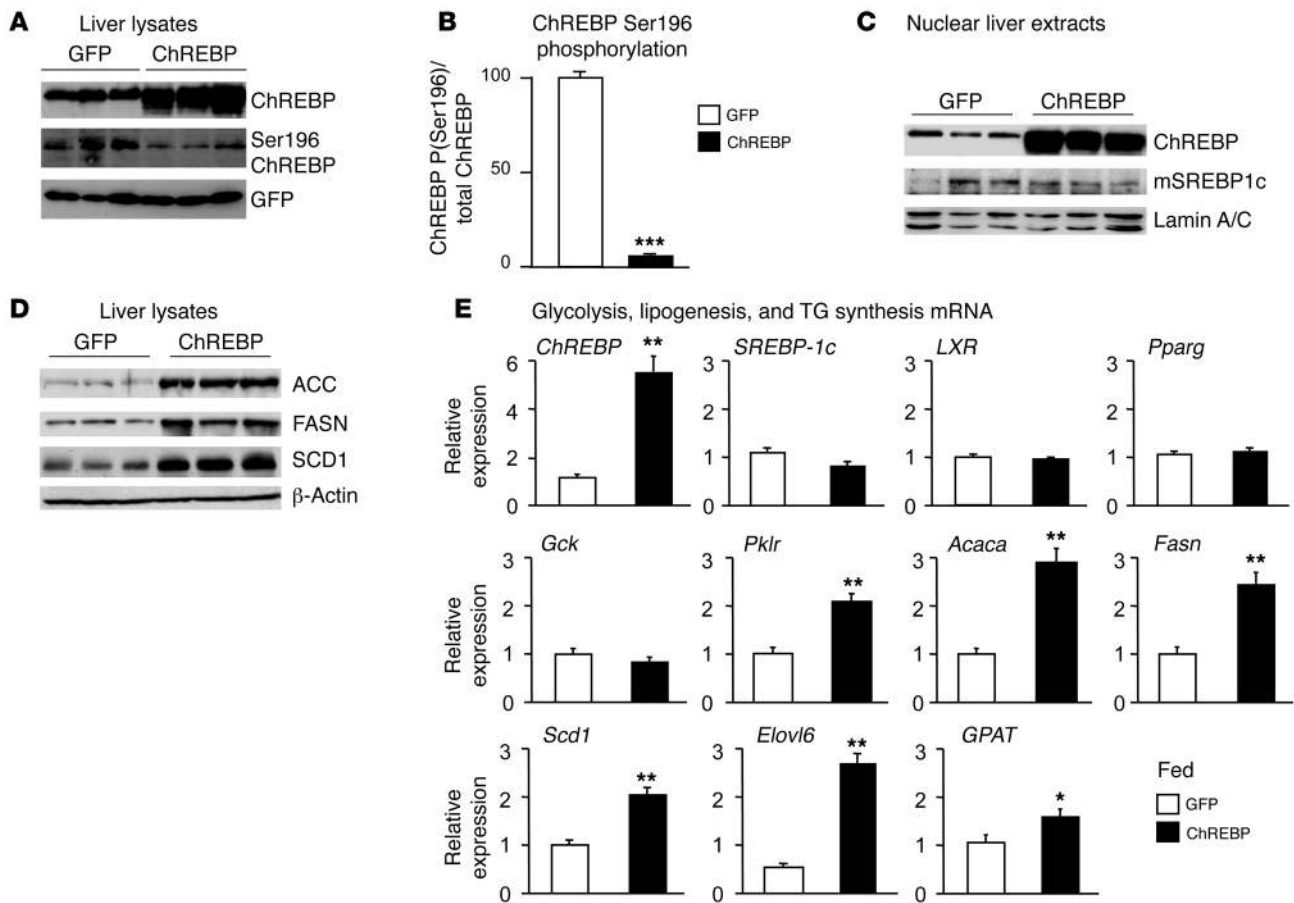 A
Liver lysates
GFP ChREBP
ChREBP
Ser196
ChREBP
GFP
B
ChREBP Ser196
phosphorylation
ChREBP P(Ser196)/
total ChREBP
100
50
0
***
GFP
ChREBP
C
Nuclear liver extracts
GFP ChREBP
ChREBP
mSREBP1c
Lamin A/C
D
Liver lysates
GFP ChREBP
ACC
FASN
SCD1
β-Actin
E
Glycolysis, lipogenesis, and TG synthesis mRNA
Relative
expression
ChREBP
6
4
2
0
**
SREBP-1c
3
2
1
0
LXR
3
2
1
0
Pparg
3
2
1
0
Relative
expression
Gck
3
2
1
0
Pklr
3
2
1
0
**
Acaca
3
2
1
0
**
Fasn
3
2
1
0
**
Relative
expression
Scd1
3
2
1
0
**
Elovl6
3
2
1
0
**
GPAT
3
2
1
0
*
Fed
GFP
ChREBP